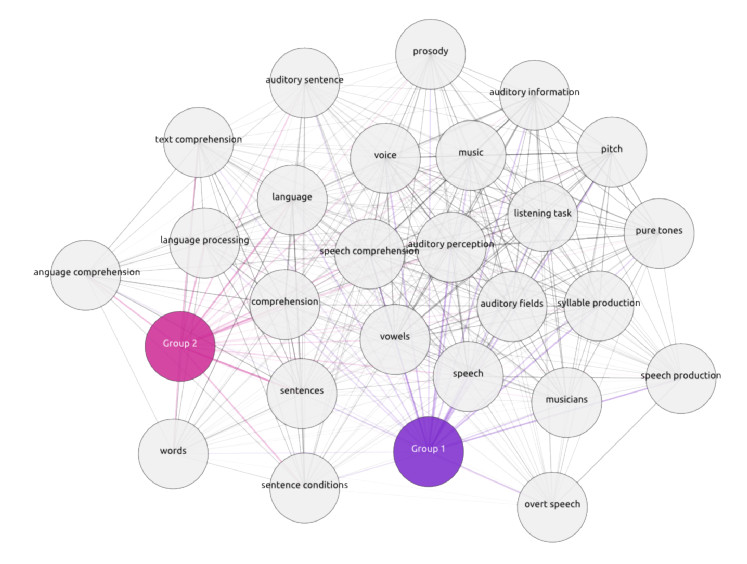 prosody
auditory sentence
auditory information
text comprehension
voice
music
pitch
language
listening task
pure tones
language processing
speech comprehension
auditory perception
anguage comprehension
comprehension
auditory fields
syllable production
Group 2
vowels
speech
speech production
sentences
musicians
words
Group 1
sentence conditions
overt speech